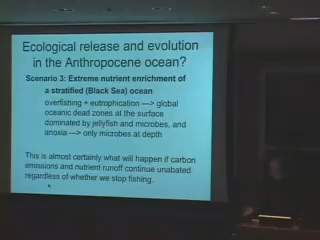 Ecological release and evolution
in the Anthropocene ocean?
Scenario 3: Extreme nutrient enrichment of
a stratified (Black Sea) ocean
overfishing + eutrophication ---> global
oceanic dead zones at the surface
dominated by jellyfish and microbes, and
anoxia ---> only microbes at depth
This is almost certainly what will happen if carbon
emissions and nutrient runoff continue unabated
regardless of whether we stop fishing.